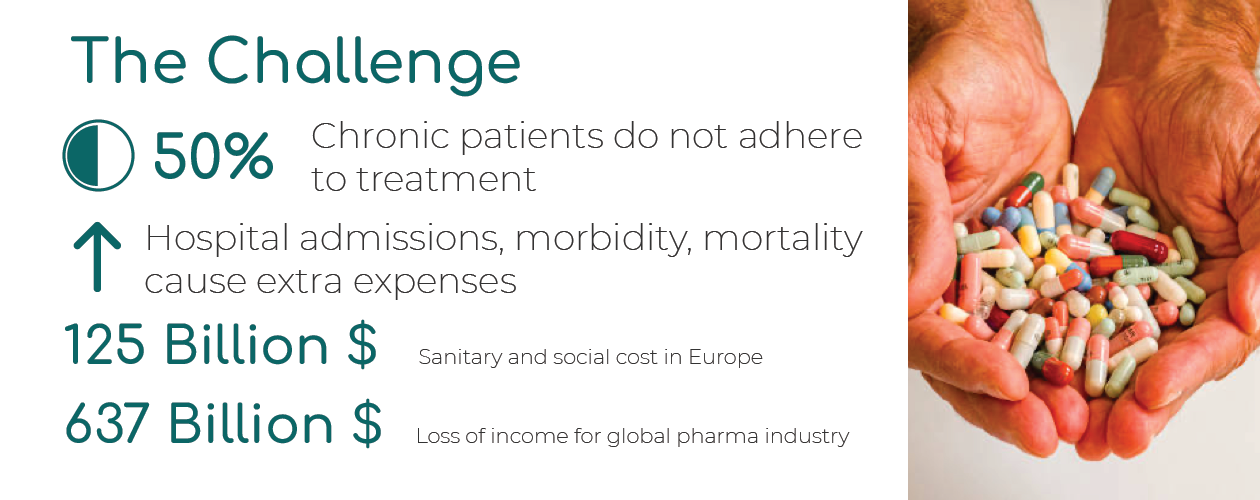 The Challenge
50%
Chronic patients do not adhere
to treatment
Hospital admissions, morbidity, mortality
cause extra expenses
125 Billion $
Sanitary and social cost in Europe
637 Billion $
Loss of income for global pharma industry